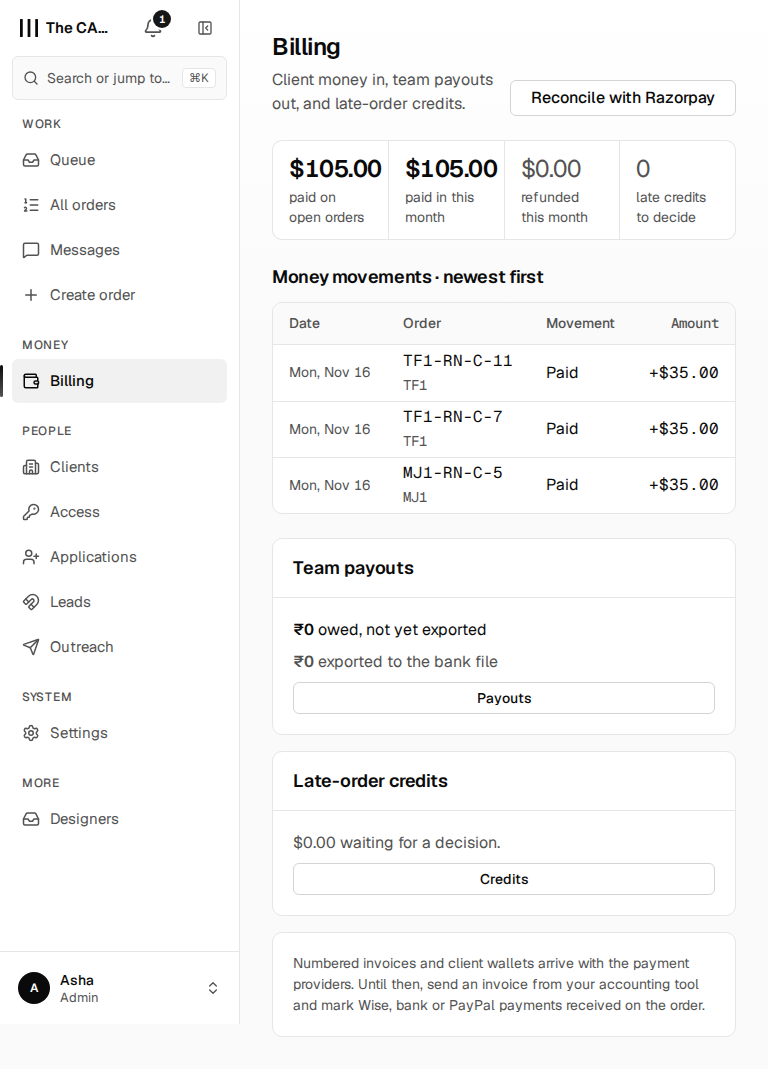 The CA…
1
Search or jump to…
⌘K
WORK
Queue
All orders
Messages
Create order
MONEY
Billing
PEOPLE
Clients
Access
Applications
Leads
Outreach
SYSTEM
Settings
MORE
Designers
A
Asha
Admin
Billing
Client money in, team payouts
out, and late-order credits.
Reconcile with Razorpay
$105.00
paid on
open orders
$105.00
paid in this
month
$0.00
refunded
this month
0
late credits
to decide
Money movements · newest first
Date Order Movement Amount
Mon, Nov 16 TF1-RN-C-11 Paid +$35.00
TF1
Mon, Nov 16 TF1-RN-C-7 Paid +$35.00
TF1
Mon, Nov 16 MJ1-RN-C-5 Paid +$35.00
MJ1
Team payouts
₹0 owed, not yet exported
₹0 exported to the bank file
Payouts
Late-order credits
$0.00 waiting for a decision.
Credits
Numbered invoices and client wallets arrive with the payment
providers. Until then, send an invoice from your accounting tool
and mark Wise, bank or PayPal payments received on the order.